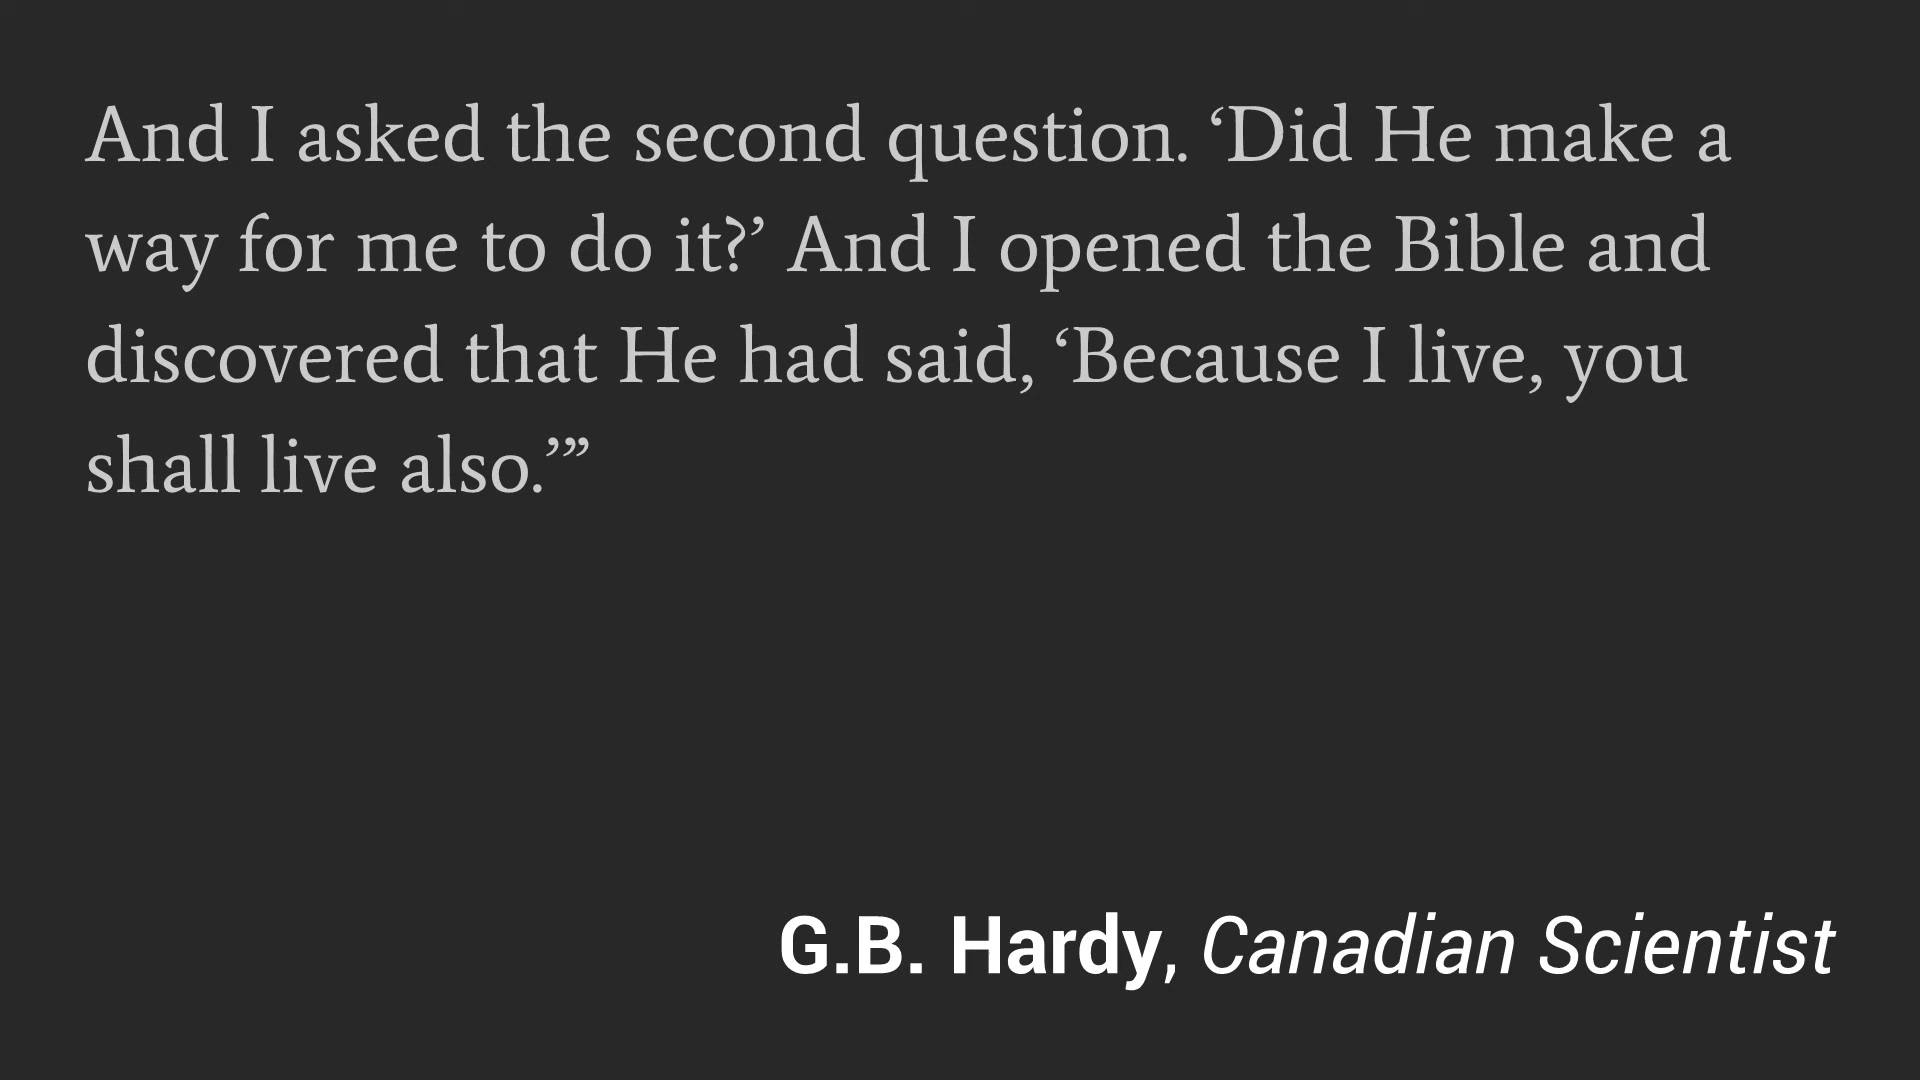 And I asked the second question. ‘Did He make a
way for me to do it?’ And I opened the Bible and
discovered that He had said, ‘Because I live, you
shall live also.’”
G.B. Hardy, Canadian Scientist